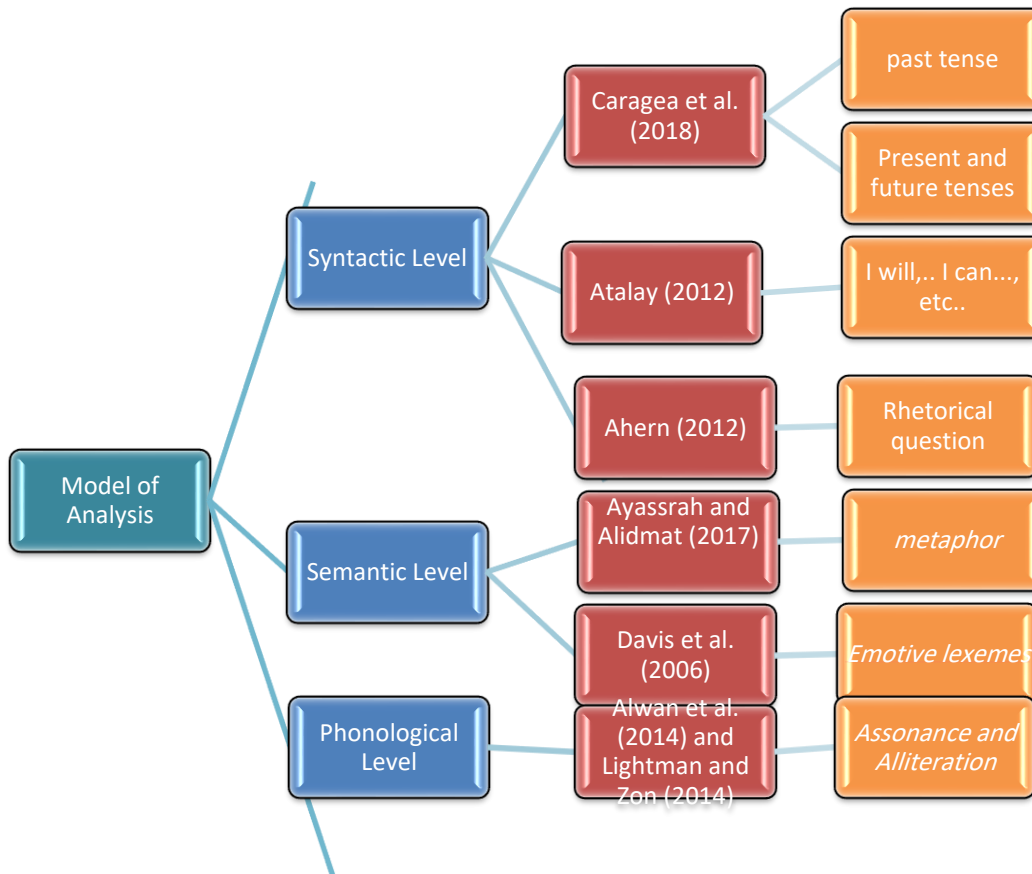 past tense
Caragea et al.
(2018)
Present and
future tenses
Syntactic Level
Atalay (2012)
I will,.. I can...,
etc..
Ahern (2012)
Rhetorical
question
Model of
Analysis
Ayassrah and
Alidmat (2017)
metaphor
Semantic Level
Davis et al.
(2006)
Emotive lexemes
Phonological
Level
Alwan et al.
(2014) and
Lightman and
Zon (2014)
Assonance and
Alliteration